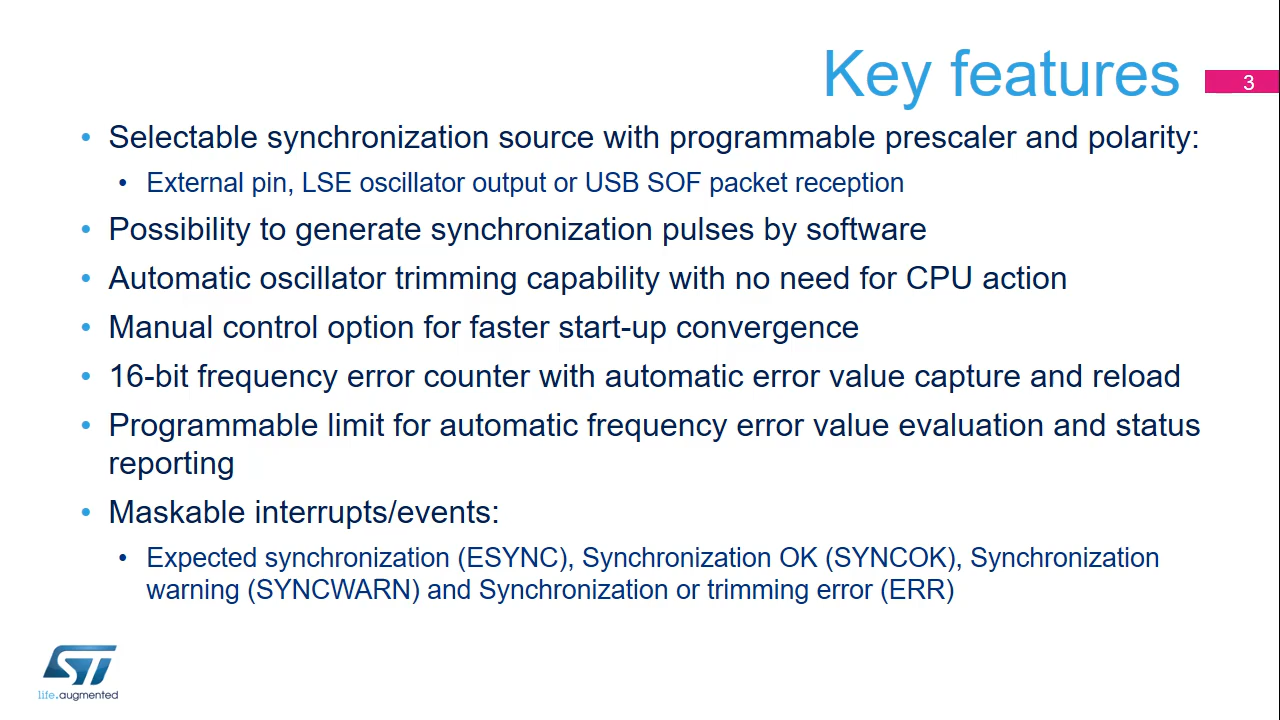 Key features
3
• Selectable synchronization source with programmable prescaler and polarity:
• External pin, LSE oscillator output or USB SOF packet reception
• Possibility to generate synchronization pulses by software
• Automatic oscillator trimming capability with no need for CPU action
• Manual control option for faster start-up convergence
• 16-bit frequency error counter with automatic error value capture and reload
• Programmable limit for automatic frequency error value evaluation and status
reporting
• Maskable interrupts/events:
• Expected synchronization (ESYNC), Synchronization OK (SYNCOK), Synchronization
warning (SYNCWARN) and Synchronization or trimming error (ERR)
ST
life.augmented